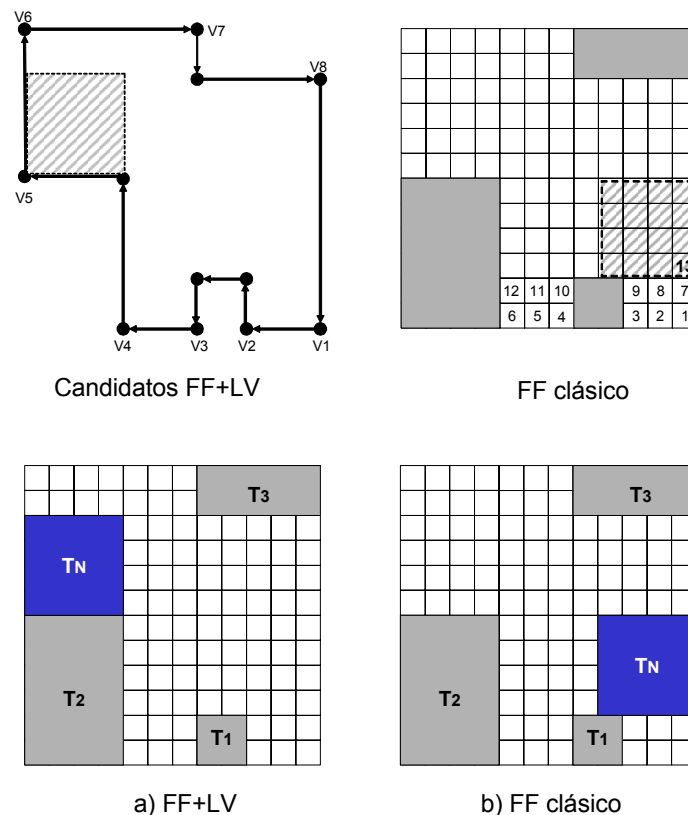 V6
V7
V8
V5
V4
V3
V2
V1
Candidatos FF+LV
13
12 11 10 9 8 7
6 5 4 3 2 1
FF clásico
T3
TN
T2
T1
a) FF+LV
T3
TN
T2
T1
b) FF clásico